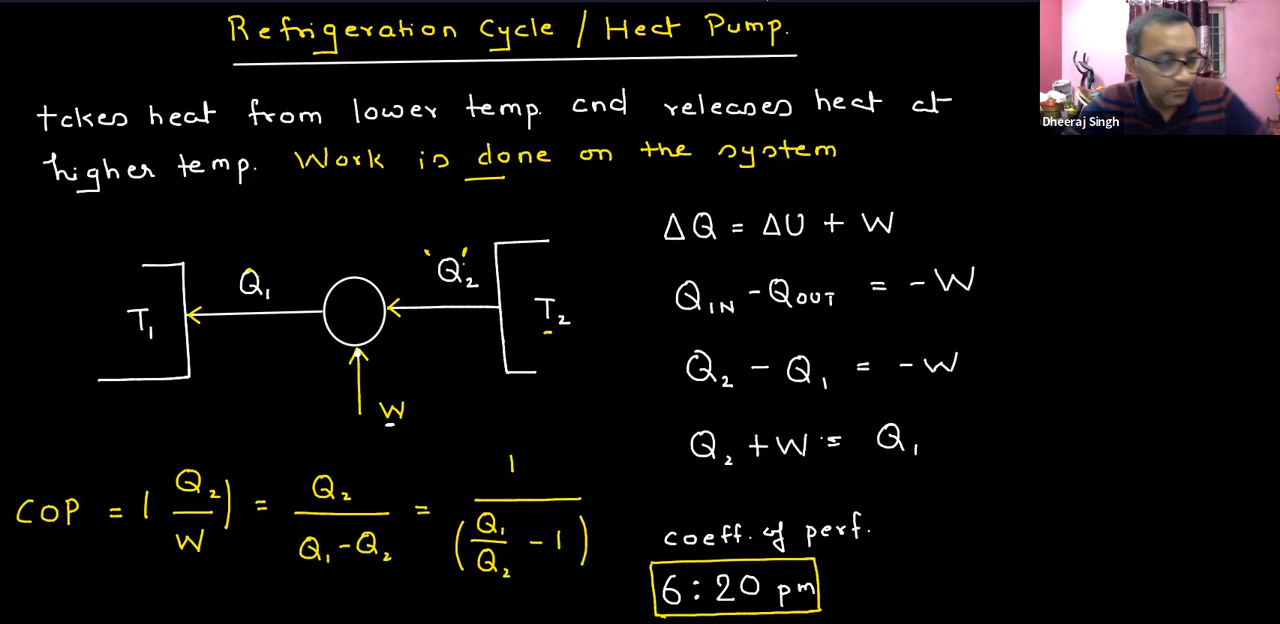 Refrigeration Cycle / Heat Pump.
Dheeraj Singh
takes heat from lower temp. and releases heat at
higher temp. Work is done on the system
ΔQ = ΔU + W
Q₁ 'Q₂'
T₁ T₂
Q_IN - Q_OUT = -W
W
Q₂ - Q₁ = -W
Q₂ + W = Q₁
COP = |Q₂/W| = Q₂/(Q₁-Q₂) = 1/(Q₁/Q₂ - 1)
coeff. of perf.
6:20 pm